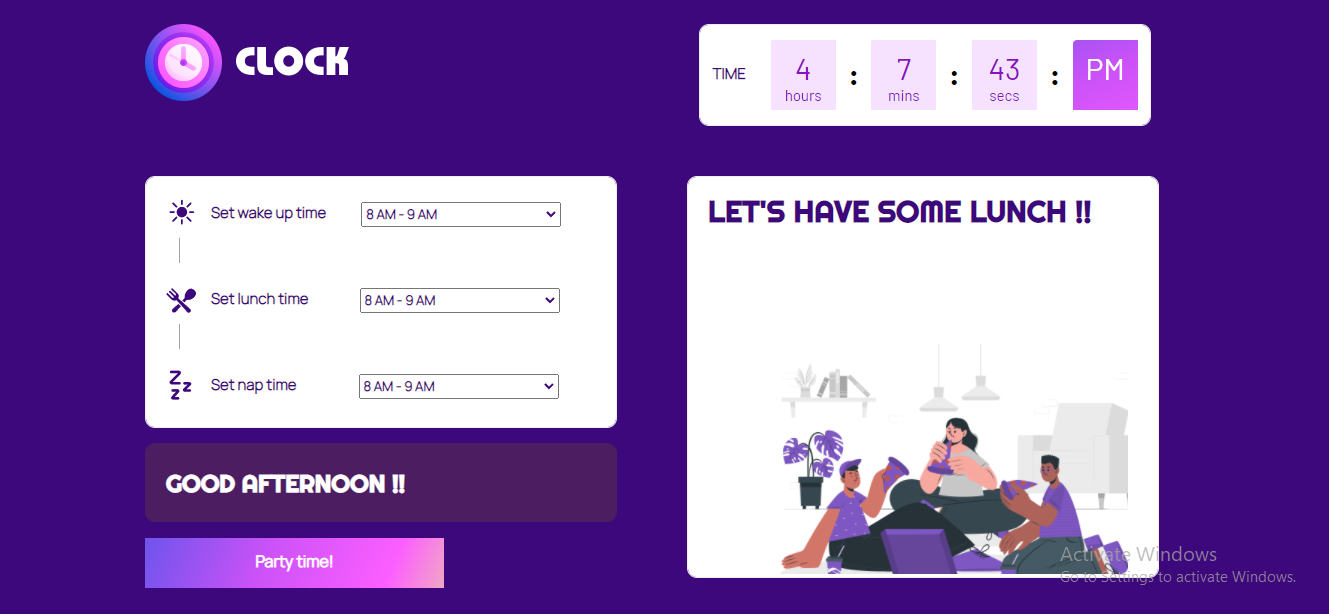 CLOCK
TIME
4 : 7 : 43 : PM
hours mins secs
Set wake up time 8 AM - 9 AM
Set lunch time 8 AM - 9 AM
Set nap time 8 AM - 9 AM
GOOD AFTERNOON !!
Party time!
LET'S HAVE SOME LUNCH !!
Activate Windows
Go to Settings to activate Windows.